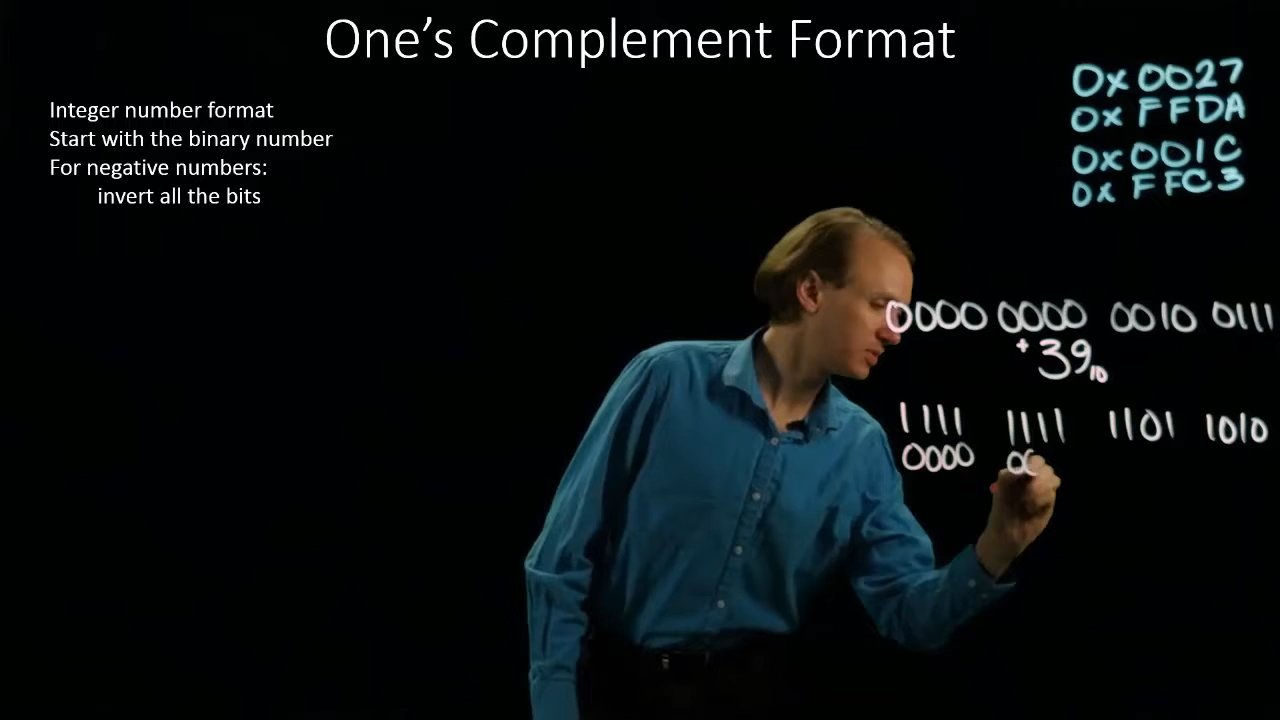 One’s Complement Format
Integer number format
Start with the binary number
For negative numbers:
invert all the bits
0x0027
0xFFDA
0x001C
0xFFC3
0000 0000 0010 0111
+39₁₀
1111 1111 1101 1010
0000 00